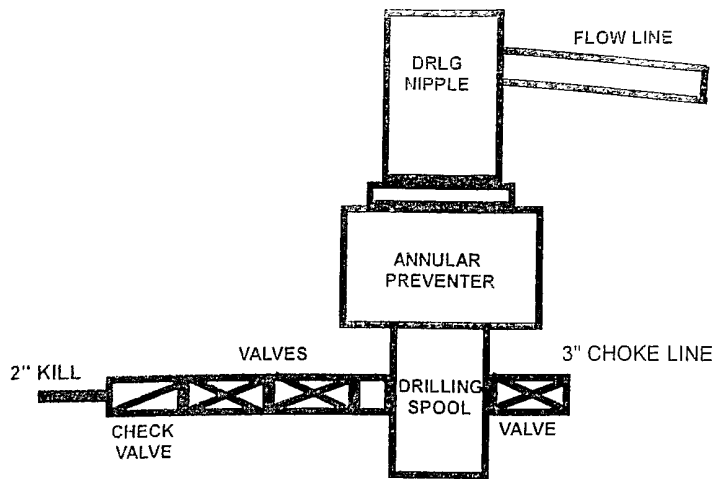 FLOW LINE
DRLG
NIPPLE
ANNULAR
PREVENTER
VALVES
3" CHOKE LINE
2" KILL
DRILLING
SPOOL
CHECK
VALVE
VALVE